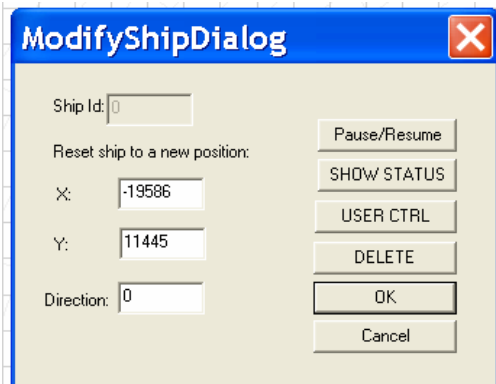 ModifyShipDialog
Ship Id: 0
Reset ship to a new position:
X: -19586
Y: 11445
Direction: 0
Pause/Resume
SHOW STATUS
USER CTRL
DELETE
OK
Cancel